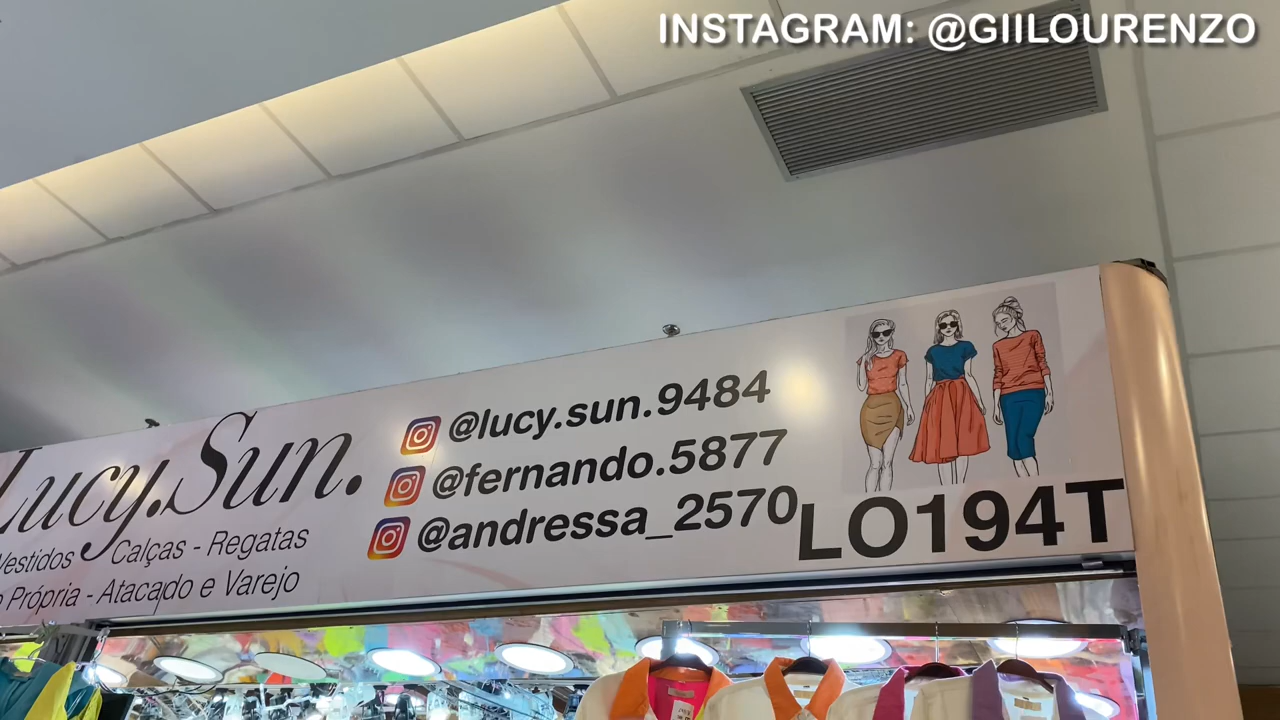 INSTAGRAM: @GIILOURENZO
Lucy.Sun.
Vestidos - Calças - Regatas
Própria - Atacado e Varejo
@lucy.sun.9484
@fernando.5877
@andressa_2570
LO194T